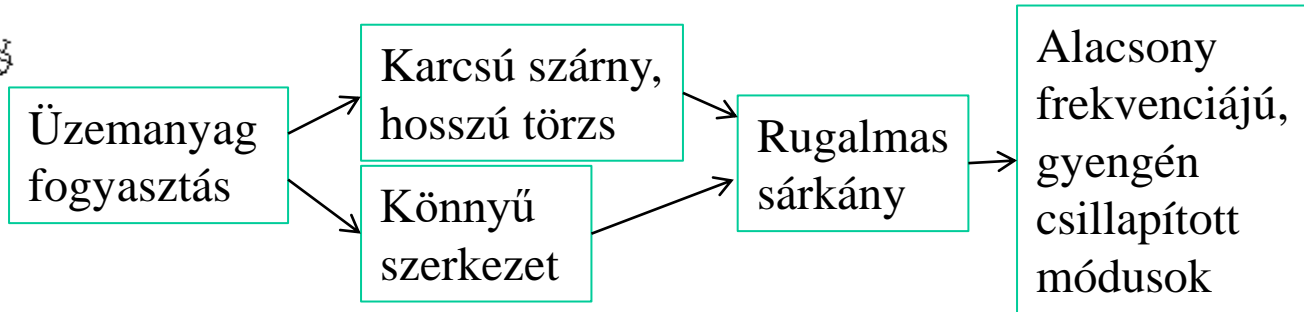 Üzemanyag
fogyasztás
Karcsú szárny,
hosszú törzs
Könnyű
szerkezet
Rugalmas
sárkány
Alacsony
frekvenciájú,
gyengén
csillapított
módusok